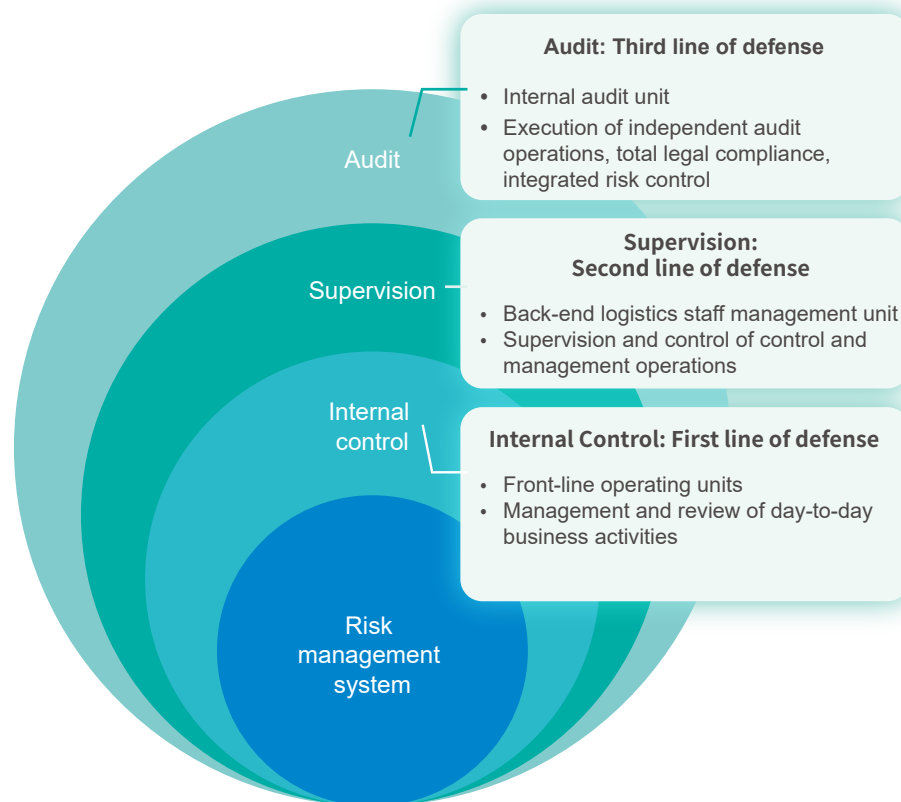 Audit: Third line of defense
• Internal audit unit
• Execution of independent audit
operations, total legal compliance,
integrated risk control
Audit
Supervision:
Second line of defense
• Back-end logistics staff management unit
• Supervision and control of control and
management operations
Supervision
Internal Control: First line of defense
• Front-line operating units
• Management and review of day-to-day
business activities
Internal
control
Risk
management
system